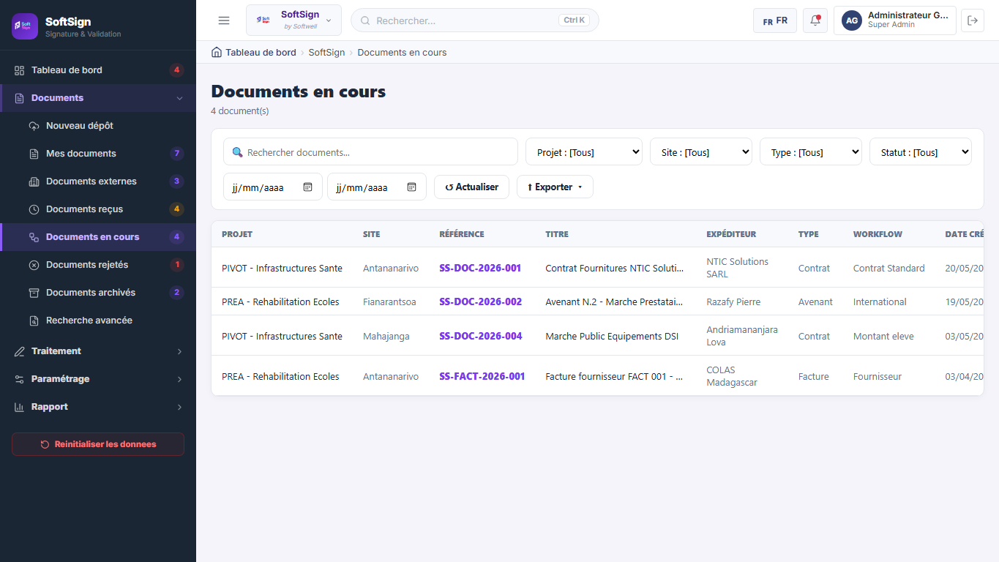 SoftSign
Signature & Validation
Tableau de bord 4
Documents
Nouveau dépôt
Mes documents 7
Documents externes 3
Documents reçus 4
Documents en cours 4
Documents rejetés 1
Documents archivés 2
Recherche avancée
Traitement
Paramétrage
Rapport
Reinitialiser les donnees
Soft Sign
SoftSign
by Softwell
Rechercher... Ctrl K
FR FR
AG
Administrateur G...
Super Admin
Tableau de bord › SoftSign › Documents en cours
Documents en cours
4 document(s)
Rechercher documents... Projet : [Tous] Site : [Tous] Type : [Tous] Statut : [Tous]
jj/mm/aaaa jj/mm/aaaa Actualiser Exporter
PROJET SITE RÉFÉRENCE TITRE EXPÉDITEUR TYPE WORKFLOW DATE CRÉ
PIVOT - Infrastructures Sante Antananarivo SS-DOC-2026-001 Contrat Fournitures NTIC Soluti... NTIC Solutions SARL Contrat Contrat Standard 20/05/20
PREA - Rehabilitation Ecoles Fianarantsoa SS-DOC-2026-002 Avenant N.2 - Marche Prestatai... Razafy Pierre Avenant International 19/05/20
PIVOT - Infrastructures Sante Mahajanga SS-DOC-2026-004 Marche Public Equipements DSI Andriamananjara Lova Contrat Montant eleve 03/05/20
PREA - Rehabilitation Ecoles Antananarivo SS-FACT-2026-001 Facture fournisseur FACT 001 - ... COLAS Madagascar Facture Fournisseur 03/04/20